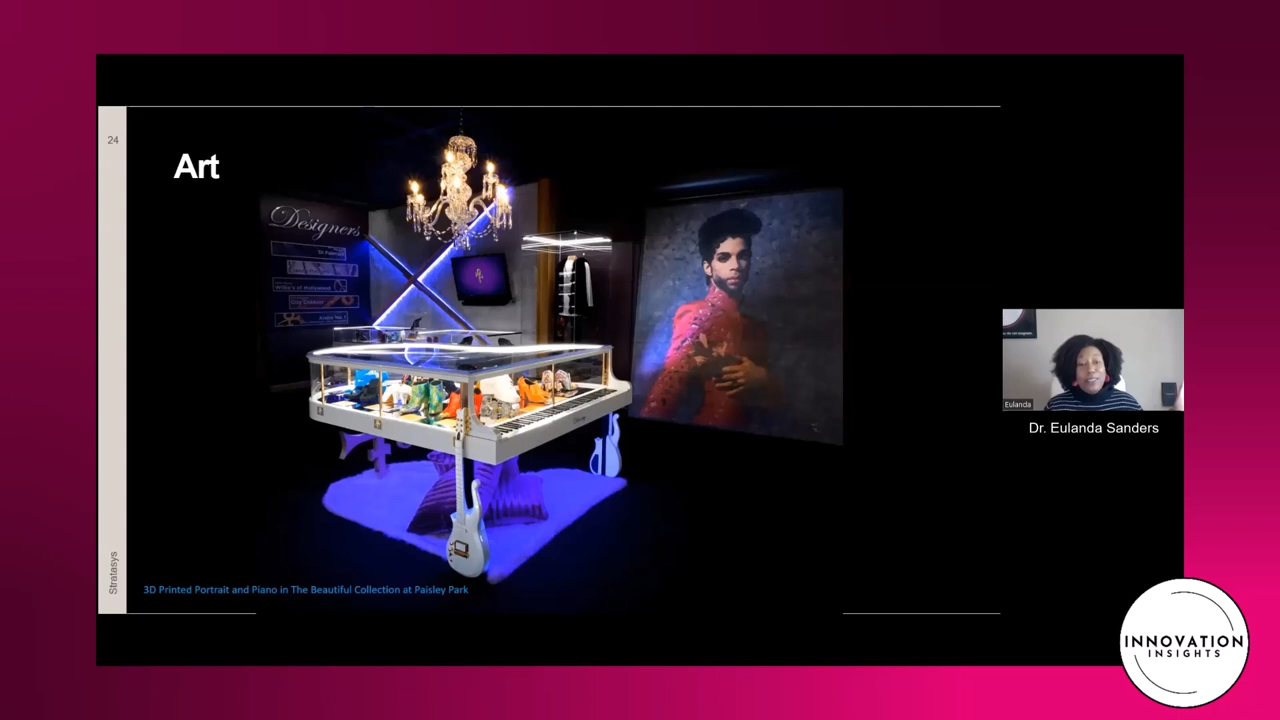 24
Art
Designers
3D Printed Portrait and Piano in The Beautiful Collection at Paisley Park
Stratasys
Eulanda
Dr. Eulanda Sanders
INNOVATION
INSIGHTS